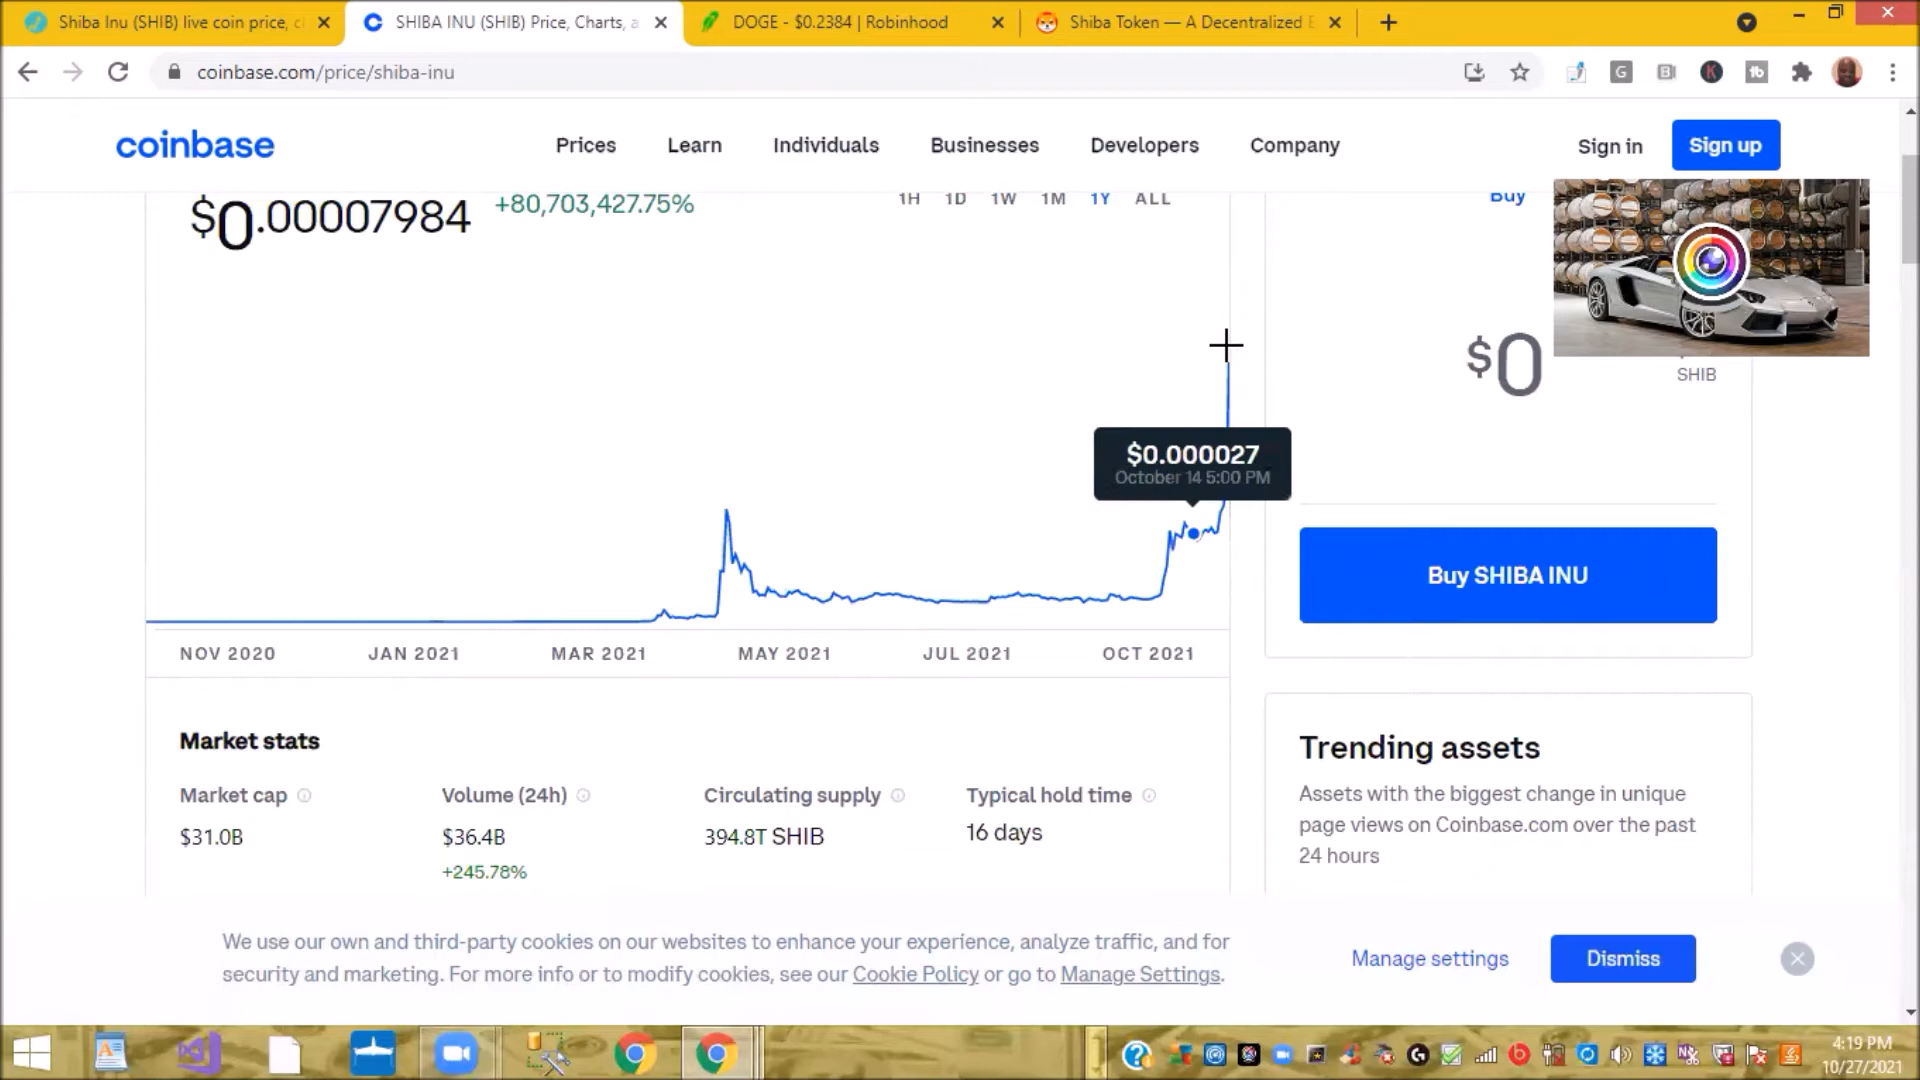 Shiba Inu (SHIB) live coin price, c
SHIBA INU (SHIB) Price, Charts, a
DOGE - $0.2384 | Robinhood
Shiba Token — A Decentralized E
coinbase.com/price/shiba-inu
coinbase
Prices
Learn
Individuals
Businesses
Developers
Company
Sign in
Sign up
$0.00007984
+80,703,427.75%
1H
1D
1W
1M
1Y
ALL
Buy
$0
SHIB
$0.000027
October 14 5:00 PM
Buy SHIBA INU
NOV 2020
JAN 2021
MAR 2021
MAY 2021
JUL 2021
OCT 2021
Market stats
Market cap
$31.0B
Volume (24h)
$36.4B
+245.78%
Circulating supply
394.8T SHIB
Typical hold time
16 days
Trending assets
Assets with the biggest change in unique
page views on Coinbase.com over the past
24 hours
We use our own and third-party cookies on our websites to enhance your experience, analyze traffic, and for
security and marketing. For more info or to modify cookies, see our Cookie Policy or go to Manage Settings.
Manage settings
Dismiss
4:19 PM
10/27/2021